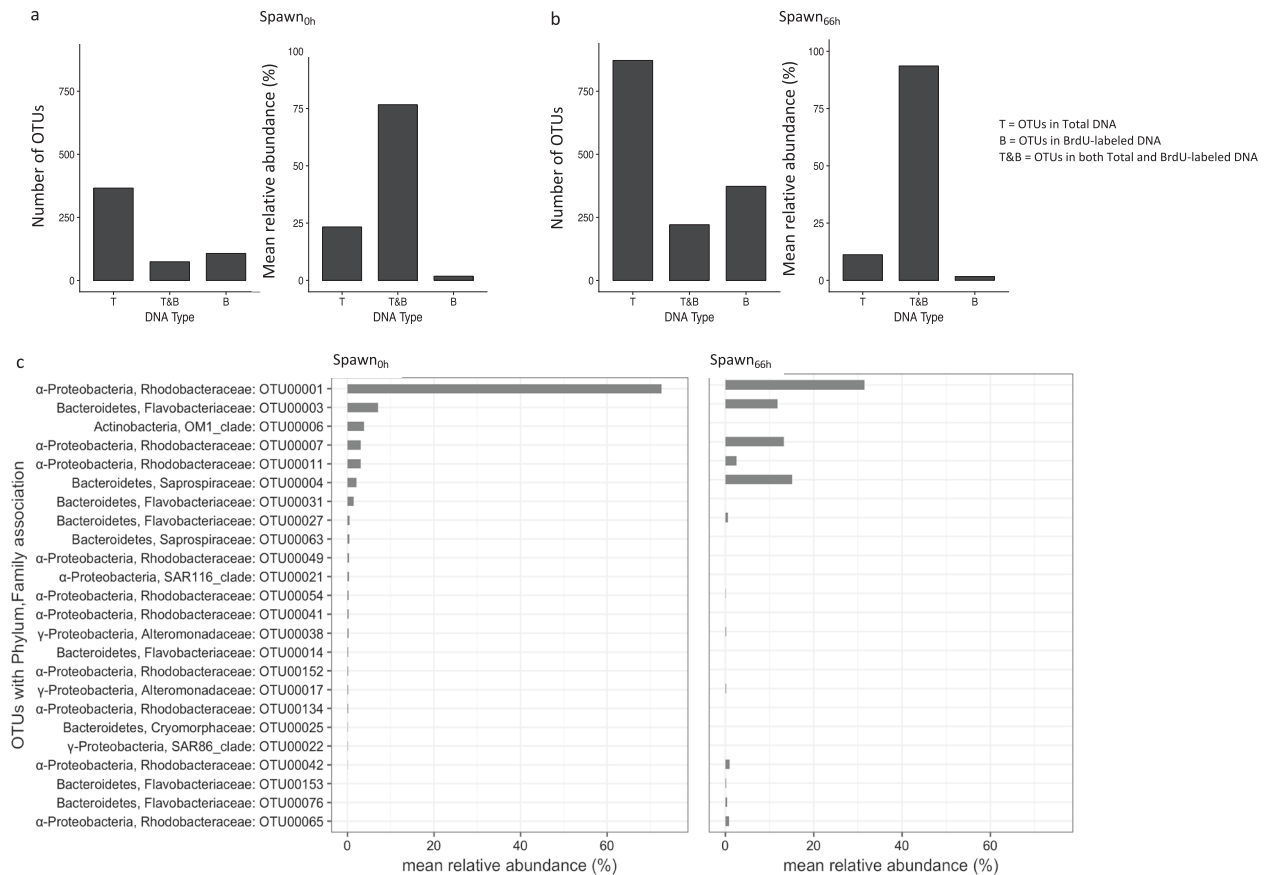 a
Spawn0h
b
Spawn66h
Number of OTUs
750
500
250
0
T
T&B
B
DNA Type
Mean relative abundance (%)
100
75
50
25
0
T
T&B
B
DNA Type
Number of OTUs
750
500
250
0
T
T&B
B
DNA Type
Mean relative abundance (%)
100
75
50
25
0
T
T&B
B
DNA Type
T = OTUs in Total DNA
B = OTUs in BrdU-labeled DNA
T&B = OTUs in both Total and BrdU-labeled DNA
c
Spawn0h
Spawn66h
OTUs with Phylum,Family association
α-Proteobacteria, Rhodobacteraceae: OTU00001
Bacteroidetes, Flavobacteriaceae: OTU00003
Actinobacteria, OM1_clade: OTU00006
α-Proteobacteria, Rhodobacteraceae: OTU00007
α-Proteobacteria, Rhodobacteraceae: OTU00011
Bacteroidetes, Saprospiraceae: OTU00004
Bacteroidetes, Flavobacteriaceae: OTU00031
Bacteroidetes, Flavobacteriaceae: OTU00027
Bacteroidetes, Saprospiraceae: OTU00063
α-Proteobacteria, Rhodobacteraceae: OTU00049
α-Proteobacteria, SAR116_clade: OTU00021
α-Proteobacteria, Rhodobacteraceae: OTU00054
α-Proteobacteria, Rhodobacteraceae: OTU00041
γ-Proteobacteria, Alteromonadaceae: OTU00038
Bacteroidetes, Flavobacteriaceae: OTU00014
α-Proteobacteria, Rhodobacteraceae: OTU00152
γ-Proteobacteria, Alteromonadaceae: OTU00017
α-Proteobacteria, Rhodobacteraceae: OTU00134
Bacteroidetes, Cryomorphaceae: OTU00025
γ-Proteobacteria, SAR86_clade: OTU00022
α-Proteobacteria, Rhodobacteraceae: OTU00042
Bacteroidetes, Flavobacteriaceae: OTU00153
Bacteroidetes, Flavobacteriaceae: OTU00076
α-Proteobacteria, Rhodobacteraceae: OTU00065
0 20 40 60
mean relative abundance (%)
0 20 40 60
mean relative abundance (%)